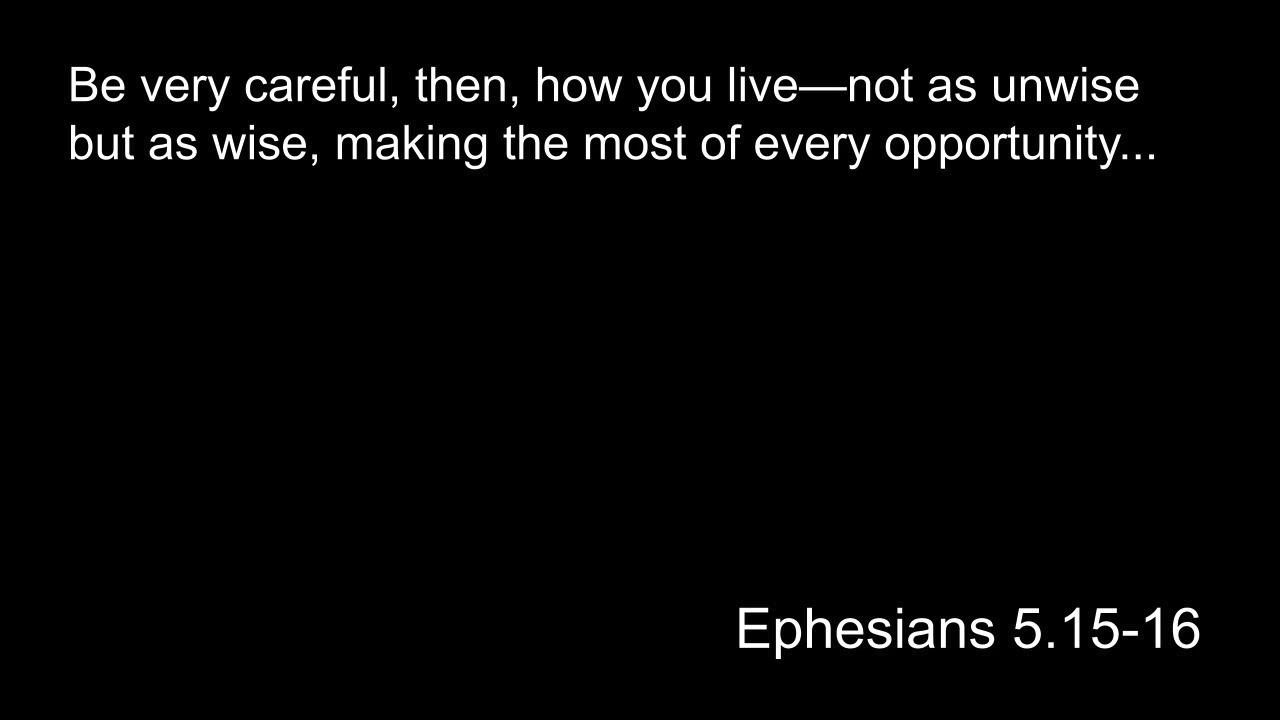 Be very careful, then, how you live—not as unwise
but as wise, making the most of every opportunity...
Ephesians 5.15-16